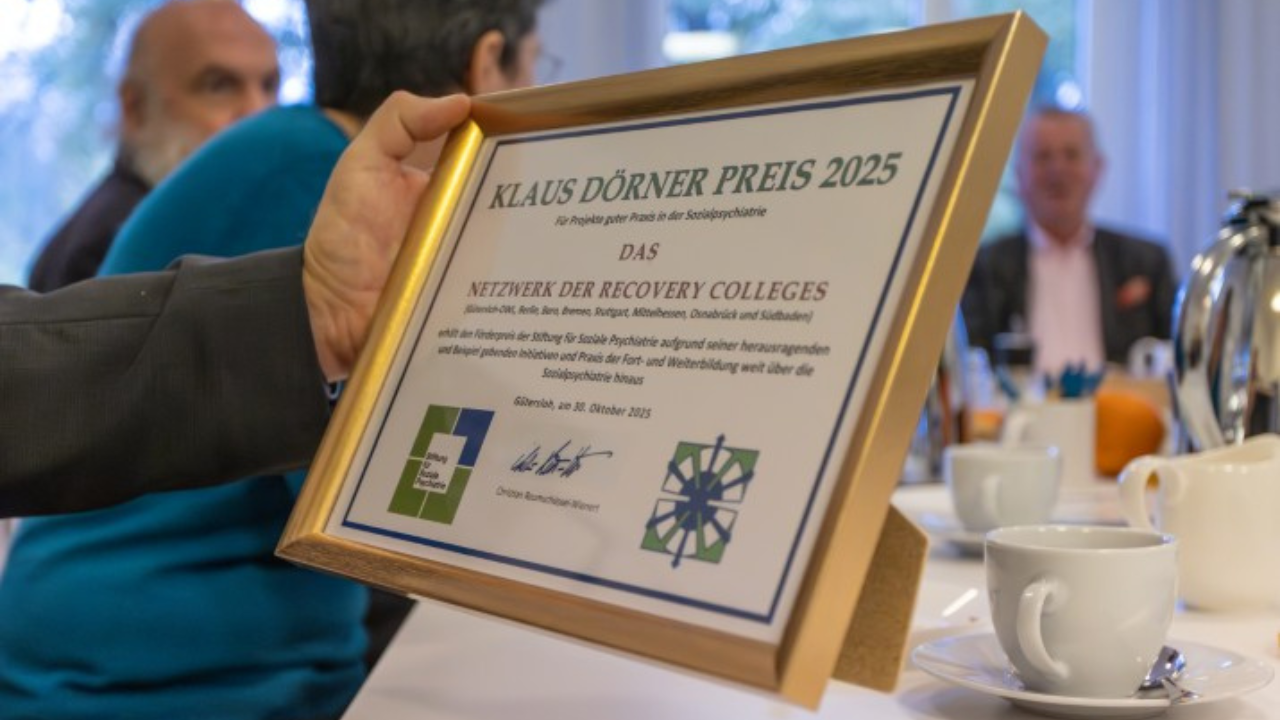 KLAUS DÖRNER PREIS 2025
Für Projekte guter Praxis in der Sozialpsychiatrie
DAS
NETZWERK DER RECOVERY COLLEGES
(Gütersloh-OWL, Berlin, Bern, Bremen, Stuttgart, Mittelhessen, Osnabrück und Südbaden)
erhält den Förderpreis der Stiftung für Soziale Psychiatrie aufgrund seiner herausragenden
und Beispiel gebenden Initiativen und Praxis der Fort- und Weiterbildung weit über die
Sozialpsychiatrie hinaus
Gütersloh, am 30. Oktober 2025
Stiftung
für
Soziale
Psychiatrie
Christian